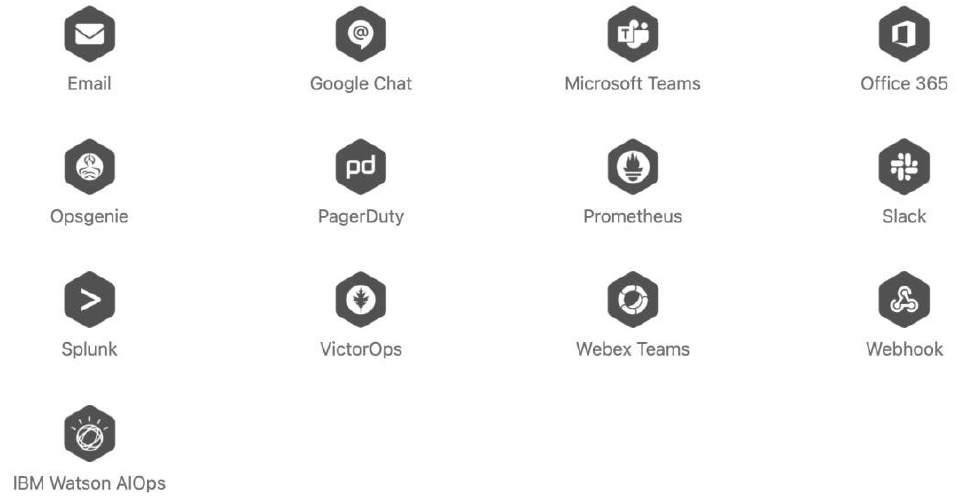 Email
Google Chat
Microsoft Teams
Office 365
Opsgenie
pd
PagerDuty
Prometheus
Slack
Splunk
VictorOps
Webex Teams
Webhook
IBM Watson AIOps